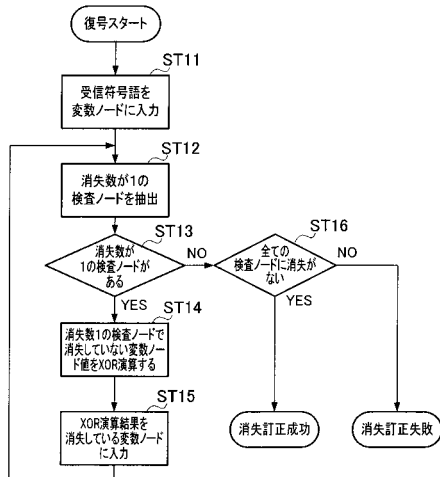 復号スタート
ST11
受信符号語を
変数ノードに入力
ST12
消失数が1の
検査ノードを抽出
ST13
消失数が
1の検査ノードが
ある
NO
YES
ST16
全ての
検査ノードに消失が
ない
NO
YES
ST14
消失数1の検査ノードで
消失していない変数ノード
値をXOR演算する
ST15
XOR演算結果を
消失している変数ノード
に入力
消失訂正成功
消失訂正失敗